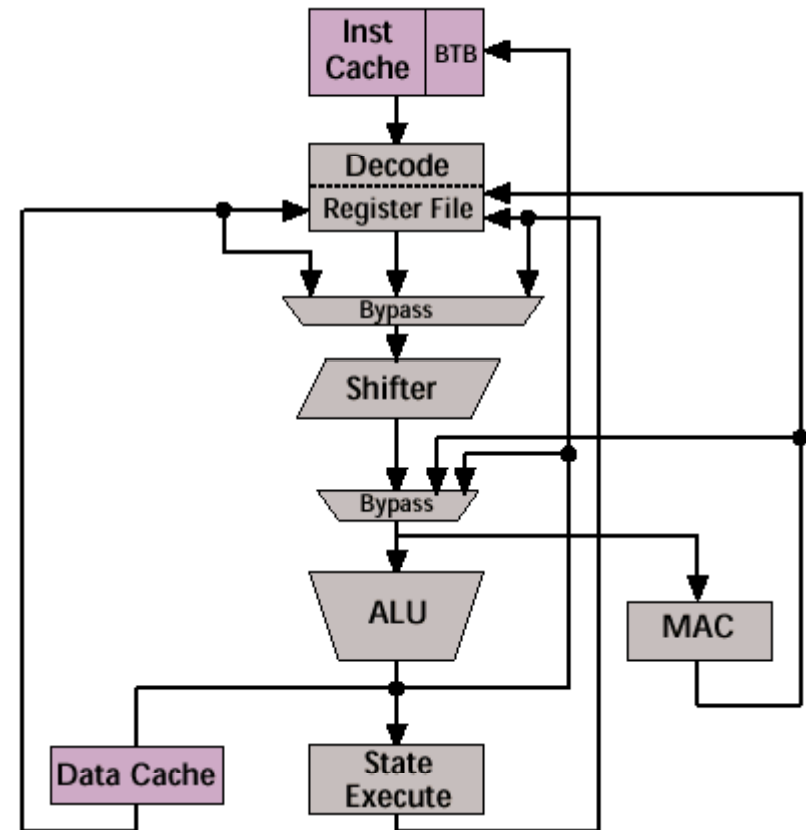 Inst
Cache
BTB
Decode
Register File
Bypass
Shifter
Bypass
ALU
MAC
Data Cache
State
Execute